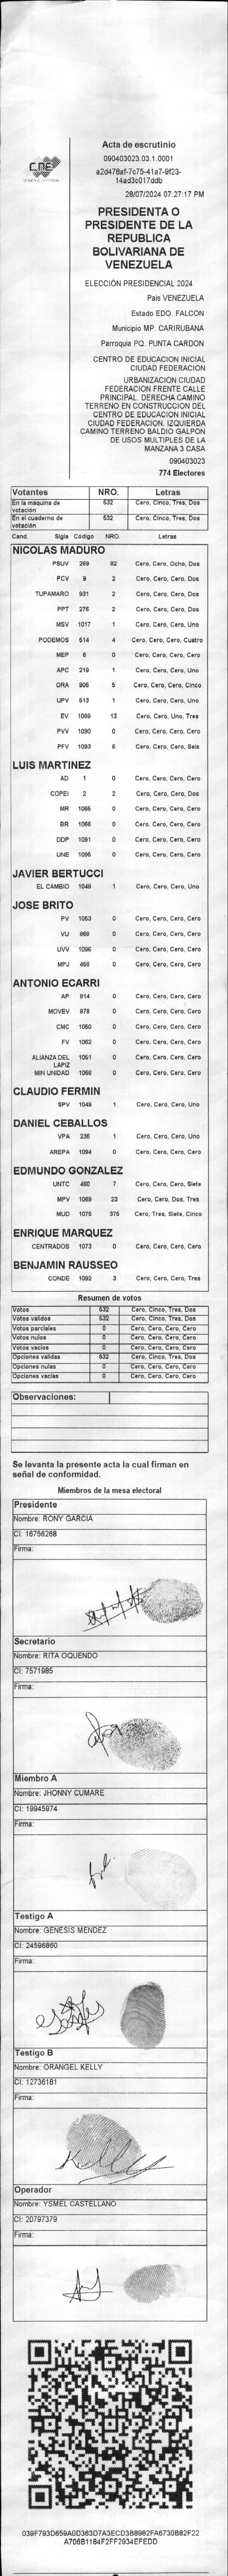 CNE
Acta de escrutinio
090403023.03.1.0001
a2d478af-7c75-41a7-9f23-
14ad3c017ddb
28/07/2024 07:27:17 PM
PRESIDENTA O
PRESIDENTE DE LA
REPUBLICA
BOLIVARIANA DE
VENEZUELA
ELECCIÓN PRESIDENCIAL 2024
Pais VENEZUELA
Estado EDO. FALCON
Municipio MP. CARIRUBANA
Parroquia PQ. PUNTA CARDON
CENTRO DE EDUCACION INICIAL
CIUDAD FEDERACION
URBANIZACION CIUDAD
FEDERACION FRENTE CALLE
PRINCIPAL. DERECHA CAMINO
TERRENO EN CONSTRUCCION DEL
CENTRO DE EDUCACION INICIAL
CIUDAD FEDERACION. IZQUIERDA
CAMINO TERRENO BALDIO GALPON
DE USOS MULTIPLES DE LA
MANZANA 3 CASA
090403023
774 Electores
Votantes NRO. Letras
En la máquina de votación 532 Cero, Cinco, Tres, Dos
En el cuaderno de votación 532 Cero, Cinco, Tres, Dos
Cand. Sigla Código NRO. Letras
NICOLAS MADURO
PSUV 269 82 Cero, Cero, Ocho, Dos
PCV 9 2 Cero, Cero, Cero, Dos
TUPAMARO 931 2 Cero, Cero, Cero, Dos
PPT 276 2 Cero, Cero, Cero, Dos
MSV 1017 1 Cero, Cero, Cero, Uno
PODEMOS 514 4 Cero, Cero, Cero, Cuatro
MEP 6 0 Cero, Cero, Cero, Cero
APC 219 1 Cero, Cero, Cero, Uno
ORA 906 5 Cero, Cero, Cero, Cinco
UPV 513 1 Cero, Cero, Cero, Uno
EV 1089 13 Cero, Cero, Uno, Tres
PVV 1090 0 Cero, Cero, Cero, Cero
PFV 1093 6 Cero, Cero, Cero, Seis
LUIS MARTINEZ
AD 1 0 Cero, Cero, Cero, Cero
COPEI 2 2 Cero, Cero, Cero, Dos
MR 1065 0 Cero, Cero, Cero, Cero
BR 1066 0 Cero, Cero, Cero, Cero
DDP 1091 0 Cero, Cero, Cero, Cero
UNE 1095 0 Cero, Cero, Cero, Cero
JAVIER BERTUCCI
EL CAMBIO 1048 1 Cero, Cero, Cero, Uno
JOSE BRITO
PV 1053 0 Cero, Cero, Cero, Cero
VU 868 0 Cero, Cero, Cero, Cero
UVV 1096 0 Cero, Cero, Cero, Cero
MPJ 458 0 Cero, Cero, Cero, Cero
ANTONIO ECARRI
AP 814 0 Cero, Cero, Cero, Cero
MOVEV 878 0 Cero, Cero, Cero, Cero
CMC 1050 0 Cero, Cero, Cero, Cero
FV 1062 0 Cero, Cero, Cero, Cero
ALIANZA DEL LAPIZ 1051 0 Cero, Cero, Cero, Cero
MIN UNIDAD 1058 0 Cero, Cero, Cero, Cero
CLAUDIO FERMIN
SPV 1049 1 Cero, Cero, Cero, Uno
DANIEL CEBALLOS
VPA 236 1 Cero, Cero, Cero, Uno
AREPA 1094 0 Cero, Cero, Cero, Cero
EDMUNDO GONZALEZ
UNTC 460 7 Cero, Cero, Cero, Siete
MPV 1069 23 Cero, Cero, Dos, Tres
MUD 1075 375 Cero, Tres, Siete, Cinco
ENRIQUE MARQUEZ
CENTRADOS 1073 0 Cero, Cero, Cero, Cero
BENJAMIN RAUSSEO
CONDE 1092 3 Cero, Cero, Cero, Tres
Resumen de votos
Votos 532 Cero, Cinco, Tres, Dos
Votos validos 532 Cero, Cinco, Tres, Dos
Votos parciales 0 Cero, Cero, Cero, Cero
Votos nulos 0 Cero, Cero, Cero, Cero
Votos vacios 0 Cero, Cero, Cero, Cero
Opciones validas 532 Cero, Cinco, Tres, Dos
Opciones nulas 0 Cero, Cero, Cero, Cero
Opciones vacias 0 Cero, Cero, Cero, Cero
Observaciones:
Se levanta la presente acta la cual firman en
señal de conformidad.
Miembros de la mesa electoral
Presidente
Nombre: RONY GARCIA
CI: 16756268
Firma:
Secretario
Nombre: RITA OQUENDO
CI: 7571985
Firma:
Miembro A
Nombre: JHONNY CUMARE
CI: 19945974
Firma:
Testigo A
Nombre: GENESIS MENDEZ
CI: 24596860
Firma:
Testigo B
Nombre: ORANGEL KELLY
CI: 12736181
Firma:
Kelly
Operador
Nombre: YSMEL CASTELLANO
CI: 20797379
Firma:
039F793D659A0D363D7A3ECD3B8982FA6730B82F22
A706B1184F2FF2934EFEDD